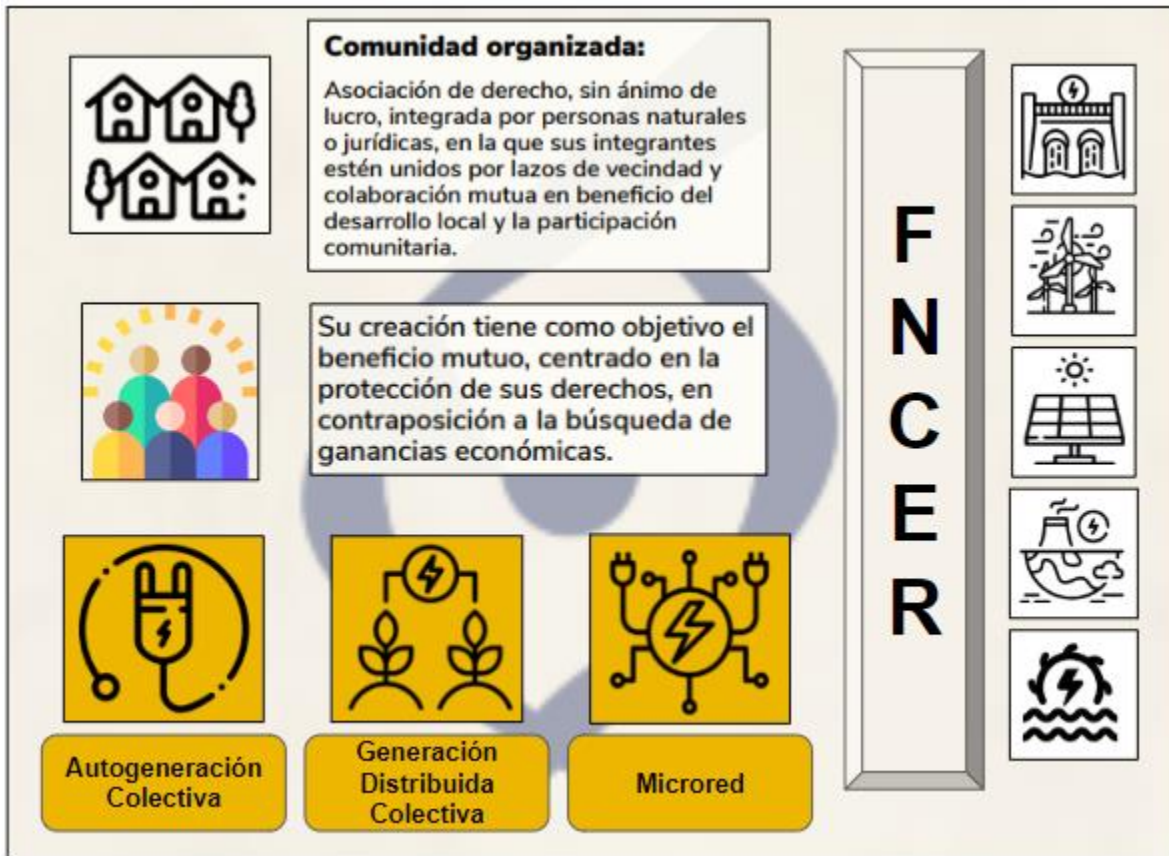 Comunidad organizada:
Asociación de derecho, sin ánimo de
lucro, integrada por personas naturales
o jurídicas, en la que sus integrantes
estén unidos por lazos de vecindad y
colaboración mutua en beneficio del
desarrollo local y la participación
comunitaria.
Su creación tiene como objetivo el
beneficio mutuo, centrado en la
protección de sus derechos, en
contraposición a la búsqueda de
ganancias económicas.
Autogeneración
Colectiva
Generación
Distribuida
Colectiva
Microred
F
N
C
E
R